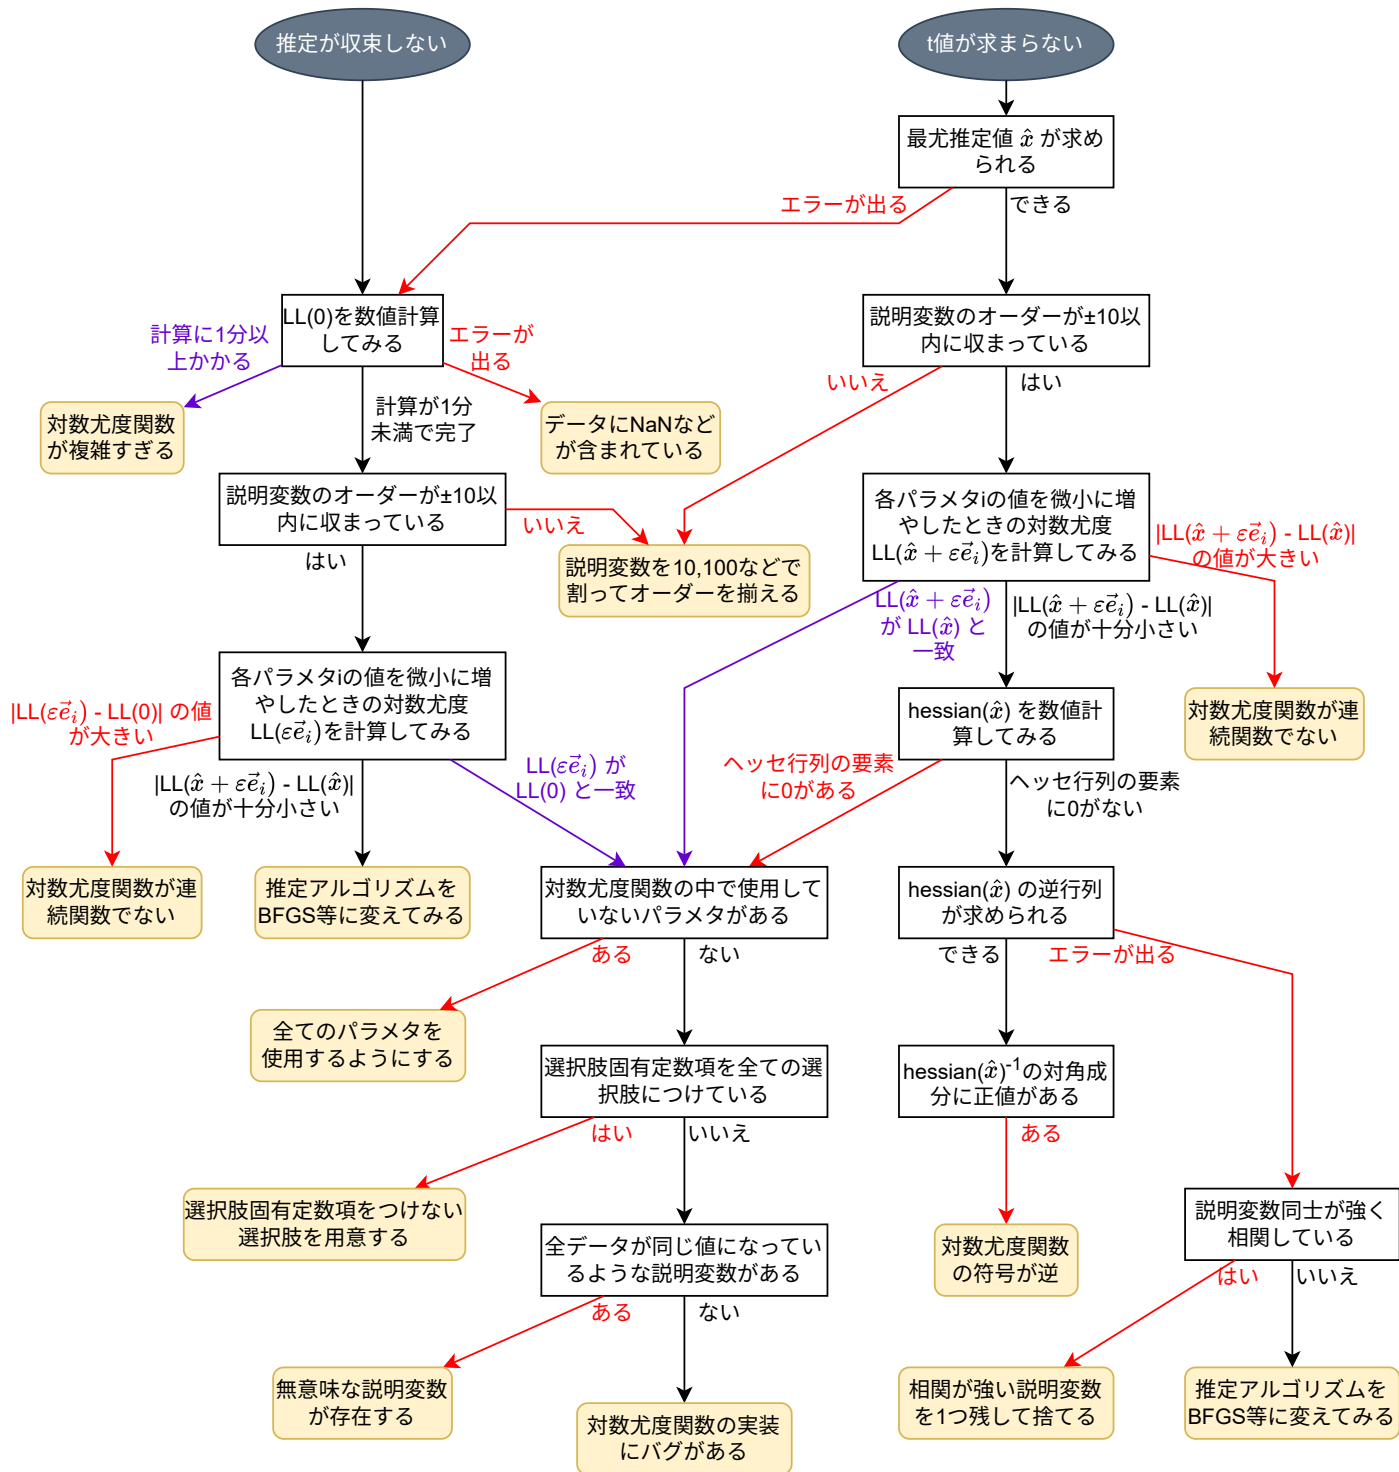 推定が収束しない
t値が求まらない
最尤推定値 x̂ が求め
られる
エラーが出る
できる
LL(0)を数値計算
してみる
説明変数のオーダーが±10以
内に収まっている
計算に1分以
上かかる
エラーが
出る
いいえ
はい
対数尤度関数
が複雑すぎる
計算が1分
未満で完了
データにNaNなど
が含まれている
説明変数のオーダーが±10以
内に収まっている
いいえ
はい
説明変数を10,100などで
割ってオーダーを揃える
各パラメタiの値を微小に増
やしたときの対数尤度
LL(x̂ + εe⃗ᵢ)を計算してみる
|LL(x̂ + εe⃗ᵢ) - LL(x̂)|
の値が大きい
LL(x̂ + εe⃗ᵢ)
が LL(x̂) と
一致
|LL(x̂ + εe⃗ᵢ) - LL(x̂)|
の値が十分小さい
各パラメタiの値を微小に増
やしたときの対数尤度
LL(εe⃗ᵢ)を計算してみる
|LL(εe⃗ᵢ) - LL(0)| の値
が大きい
hessian(x̂) を数値計
算してみる
対数尤度関数が連
続関数でない
|LL(x̂ + εe⃗ᵢ) - LL(x̂)|
の値が十分小さい
LL(εe⃗ᵢ) が
LL(0) と一致
ヘッセ行列の要素
に0がある
ヘッセ行列の要素
に0がない
対数尤度関数が連
続関数でない
推定アルゴリズムを
BFGS等に変えてみる
対数尤度関数の中で使用して
いないパラメタがある
hessian(x̂) の逆行列
が求められる
ある
ない
できる
エラーが出る
全てのパラメタを
使用するようにする
選択肢固有定数項を全ての選
択肢につけている
hessian(x̂)⁻¹の対角成
分に正値がある
はい
いいえ
ある
選択肢固有定数項をつけない
選択肢を用意する
全データが同じ値になってい
るような説明変数がある
対数尤度関数
の符号が逆
説明変数同士が強く
相関している
ある
ない
はい
いいえ
無意味な説明変数
が存在する
対数尤度関数の実装
にバグがある
相関が強い説明変数
を1つ残して捨てる
推定アルゴリズムを
BFGS等に変えてみる